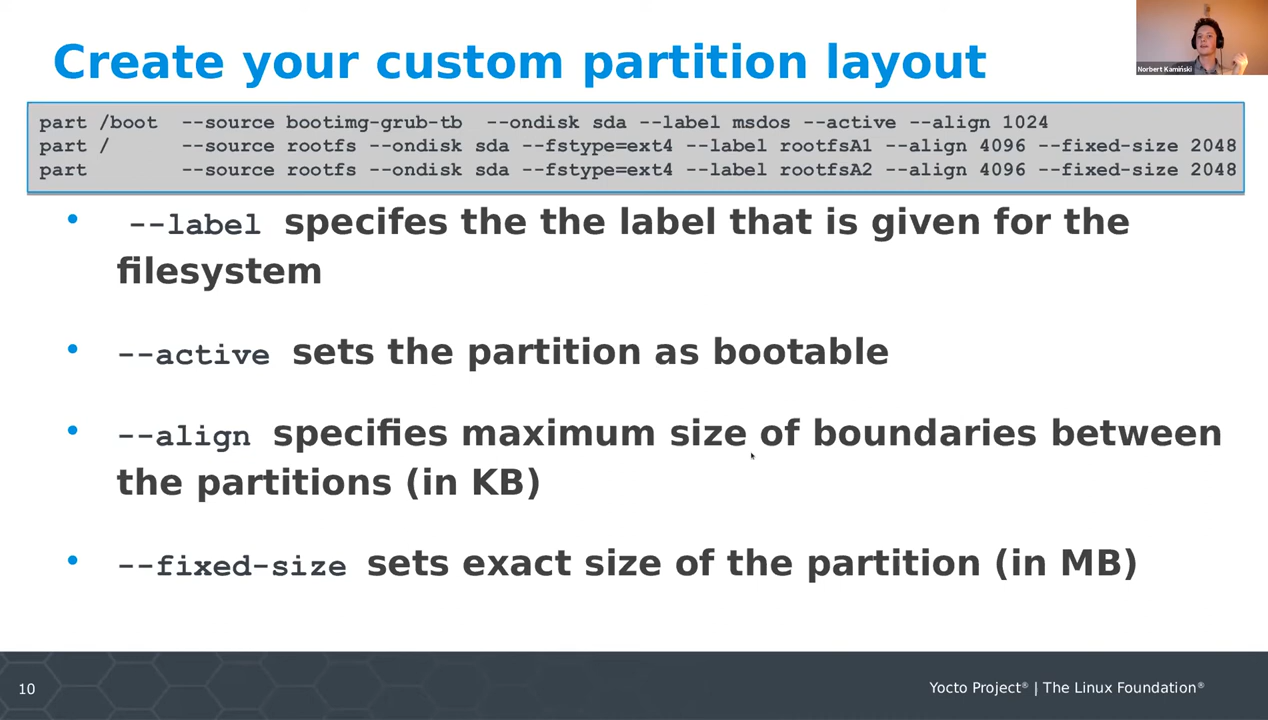 Create your custom partition layout
Norbert Kamiński
part /boot  --source bootimg-grub-tb  --ondisk sda --label msdos --active --align 1024
part /      --source rootfs --ondisk sda --fstype=ext4 --label rootfsA1 --align 4096 --fixed-size 2048
part        --source rootfs --ondisk sda --fstype=ext4 --label rootfsA2 --align 4096 --fixed-size 2048
• --label specifes the the label that is given for the
filesystem
• --active sets the partition as bootable
• --align specifies maximum size of boundaries between
the partitions (in KB)
• --fixed-size sets exact size of the partition (in MB)
10
Yocto Project® | The Linux Foundation®